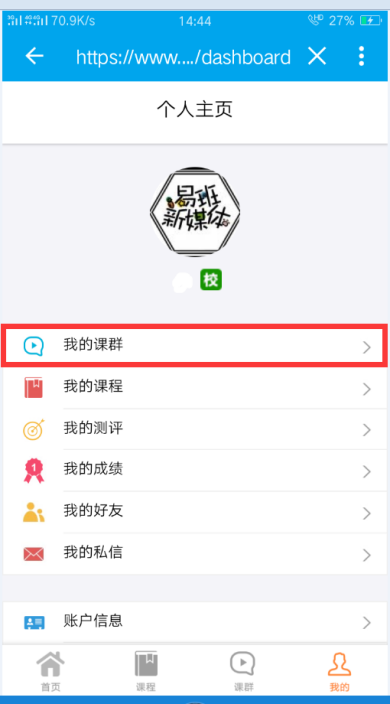 70.9K/s 14:44 27%
https://www..../dashboard
个人主页
易班
新媒体
校
我的课群
我的课程
我的测评
1
我的成绩
我的好友
我的私信
账户信息
首页 课程 课群 我的